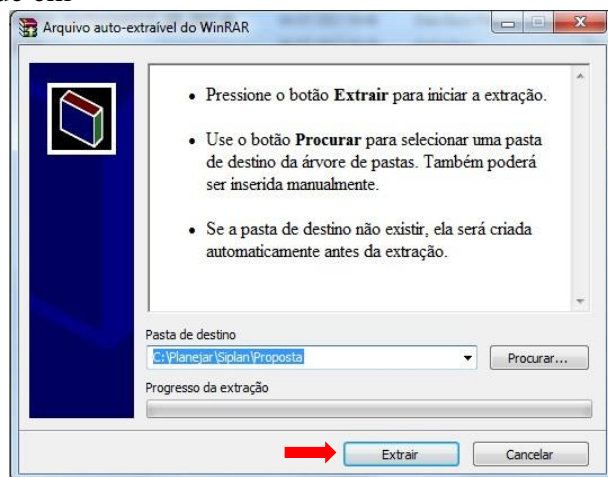 Arquivo auto-extraível do WinRAR
• Pressione o botão Extrair para iniciar a extração.
• Use o botão Procurar para selecionar uma pasta
de destino da árvore de pastas. Também poderá
ser inserida manualmente.
• Se a pasta de destino não existir, ela será criada
automaticamente antes da extração.
Pasta de destino
C:\Planejar\Siplan\Proposta
Procurar...
Progresso da extração
Extrair
Cancelar